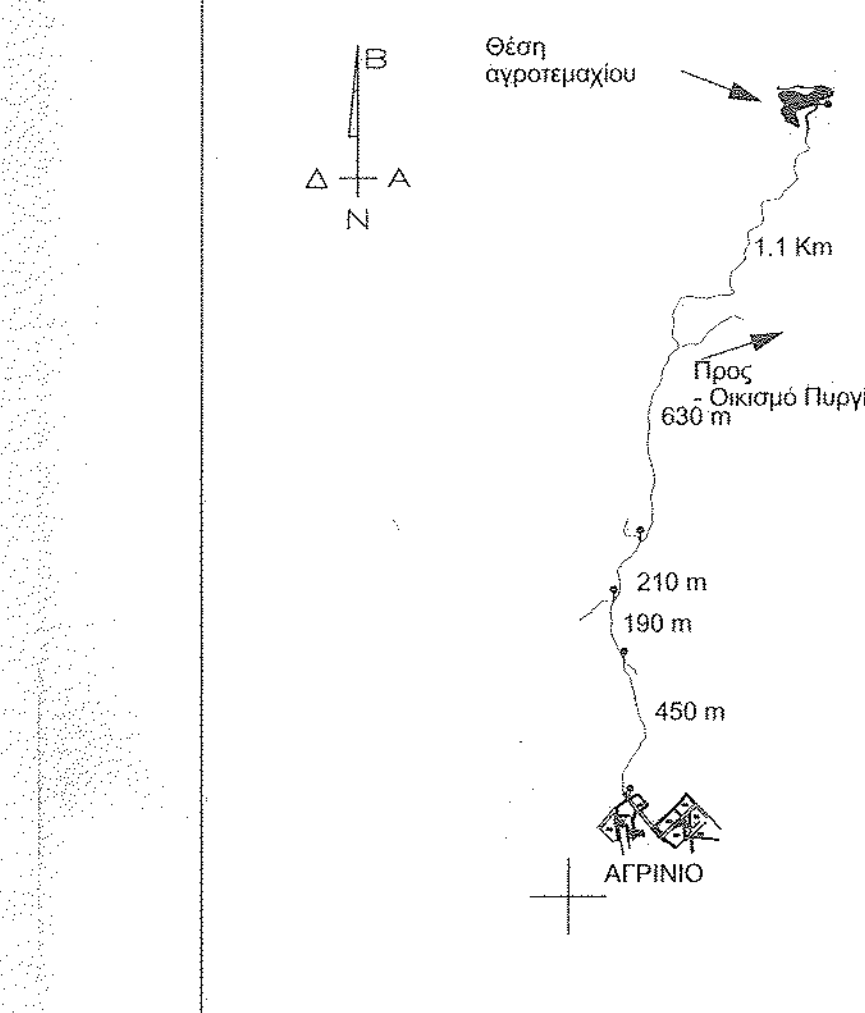 Θέση
αγροτεμαχίου
Β
Δ Α
Ν
1.1 Km
Προς
- Οικισμό Πυργί
630 m
210 m
190 m
450 m
ΑΓΡΙΝΙΟ